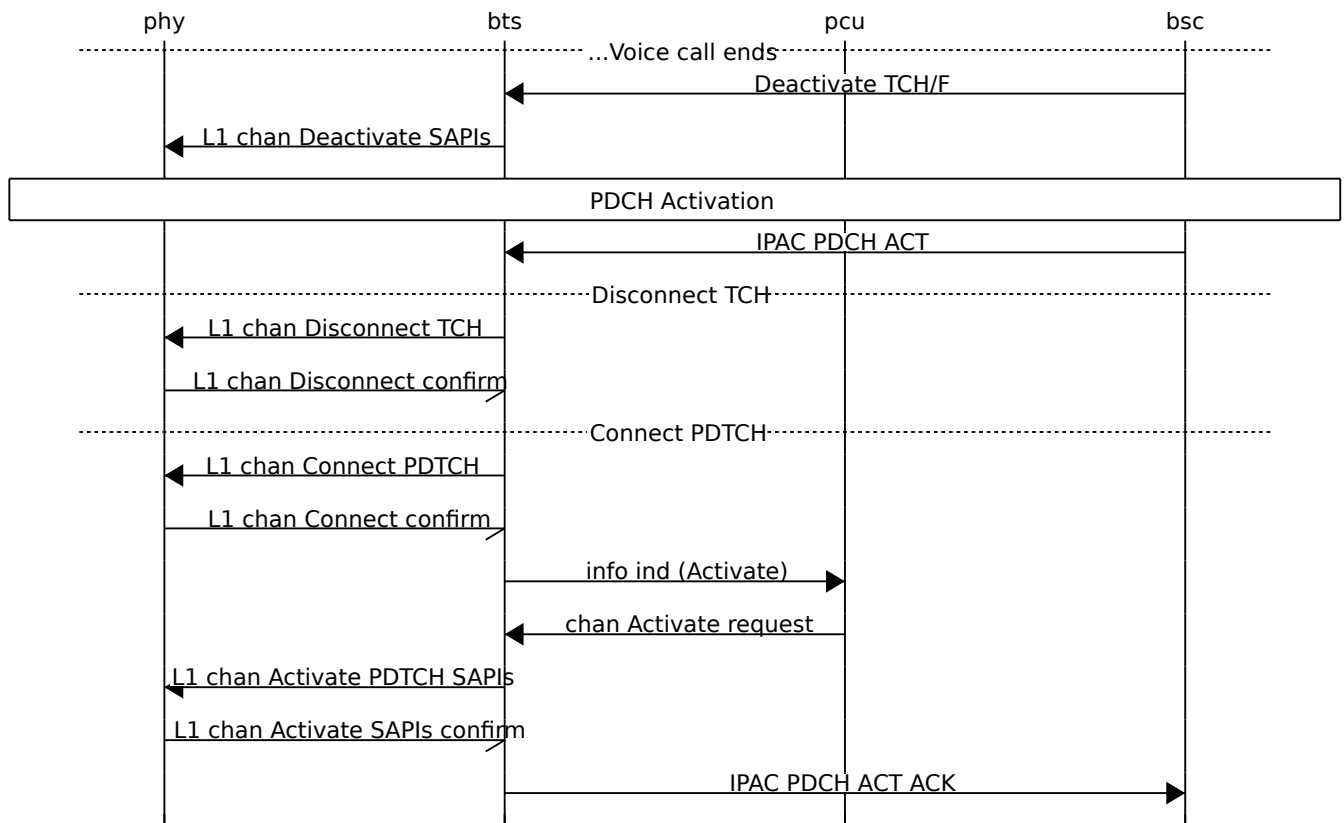 phy bts pcu bsc
...Voice call ends
Deactivate TCH/F
L1 chan Deactivate SAPIs
PDCH Activation
IPAC PDCH ACT
Disconnect TCH
L1 chan Disconnect TCH
L1 chan Disconnect confirm
Connect PDTCH
L1 chan Connect PDTCH
L1 chan Connect confirm
info ind (Activate)
chan Activate request
L1 chan Activate PDTCH SAPIs
L1 chan Activate SAPIs confirm
IPAC PDCH ACT ACK